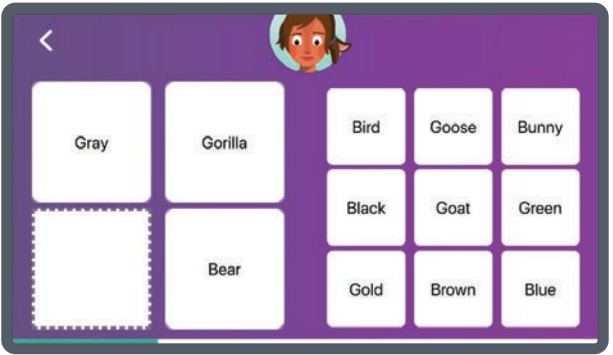 Gray
Gorilla
Bear
Bird
Goose
Bunny
Black
Goat
Green
Gold
Brown
Blue